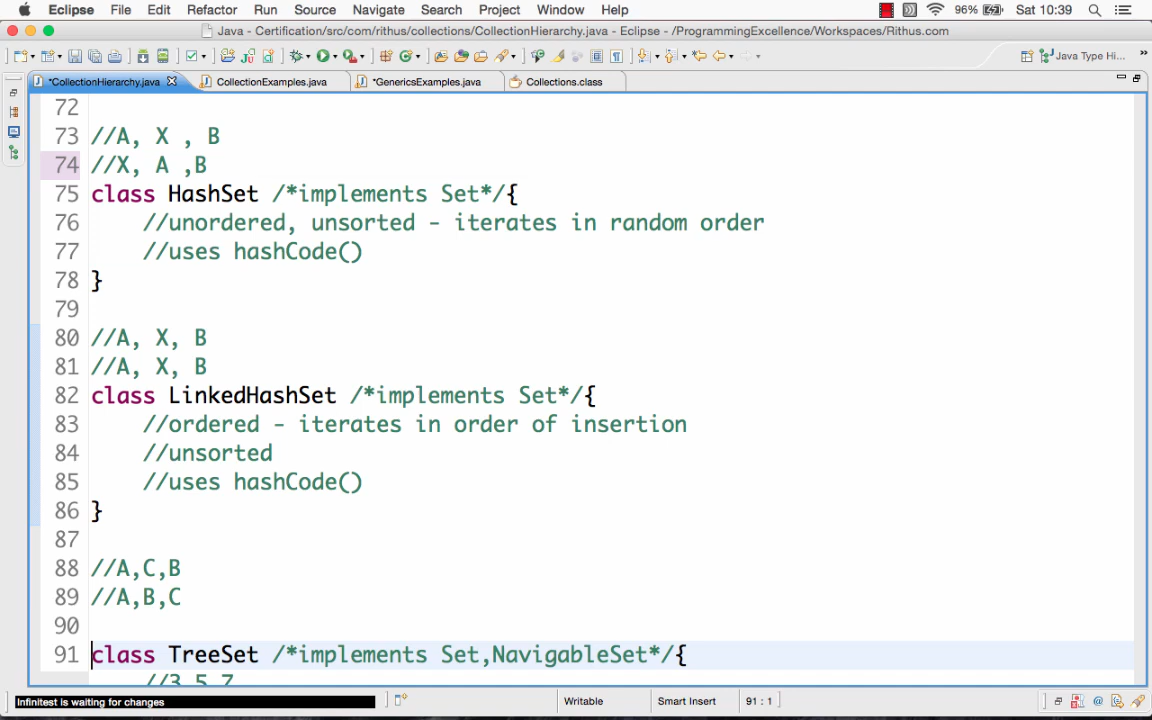 Eclipse File Edit Refactor Run Source Navigate Search Project Window Help 96% Sat 10:39
Java - Certification/src/com/rithus/collections/CollectionHierarchy.java - Eclipse - /ProgrammingExcellence/Workspaces/Rithus.com
Java Type Hi...
*CollectionHierarchy.java CollectionExamples.java *GenericsExamples.java Collections.class
72
73 //A, X , B
74 //X, A ,B
75 class HashSet /*implements Set*/{
76 //unordered, unsorted - iterates in random order
77 //uses hashCode()
78 }
79
80 //A, X, B
81 //A, X, B
82 class LinkedHashSet /*implements Set*/{
83 //ordered - iterates in order of insertion
84 //unsorted
85 //uses hashCode()
86 }
87
88 //A,C,B
89 //A,B,C
90
91 class TreeSet /*implements Set,NavigableSet*/{
//3,5,7
Infinitest is waiting for changes Writable Smart Insert 91 : 1